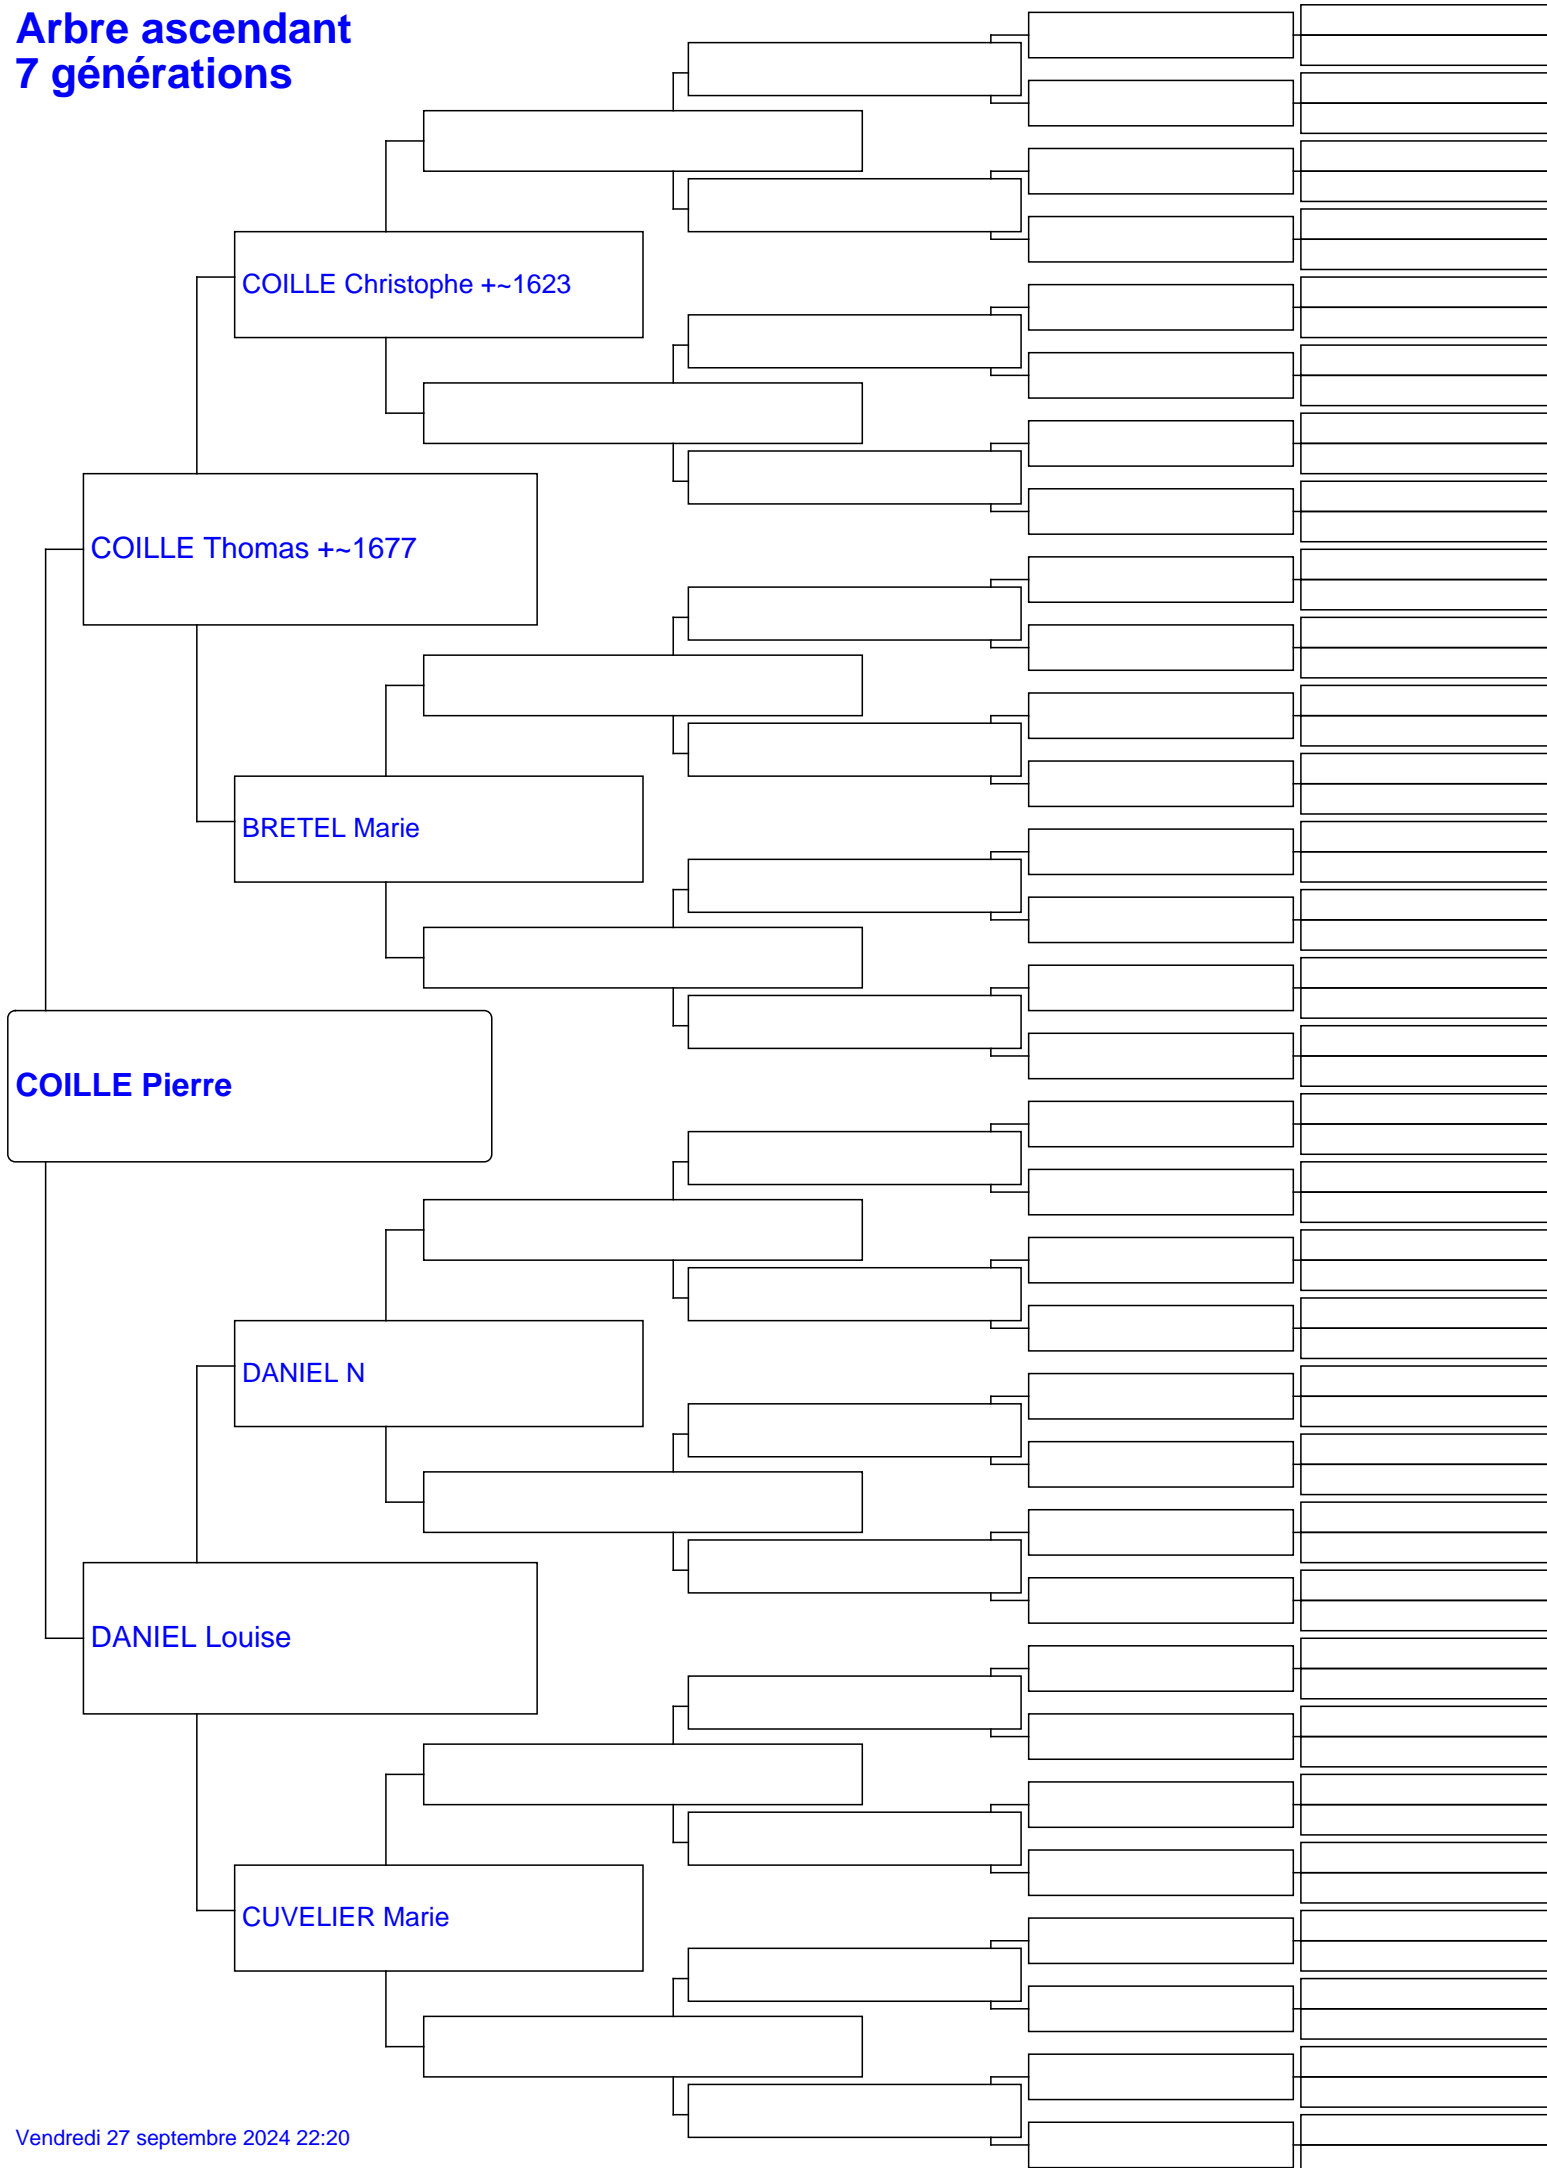 Arbre ascendant
7 générations
COILLE Christophe +~1623
COILLE Thomas +~1677
BRETEL Marie
COILLE Pierre
DANIEL N
DANIEL Louise
CUVELIER Marie
Vendredi 27 septembre 2024 22:20